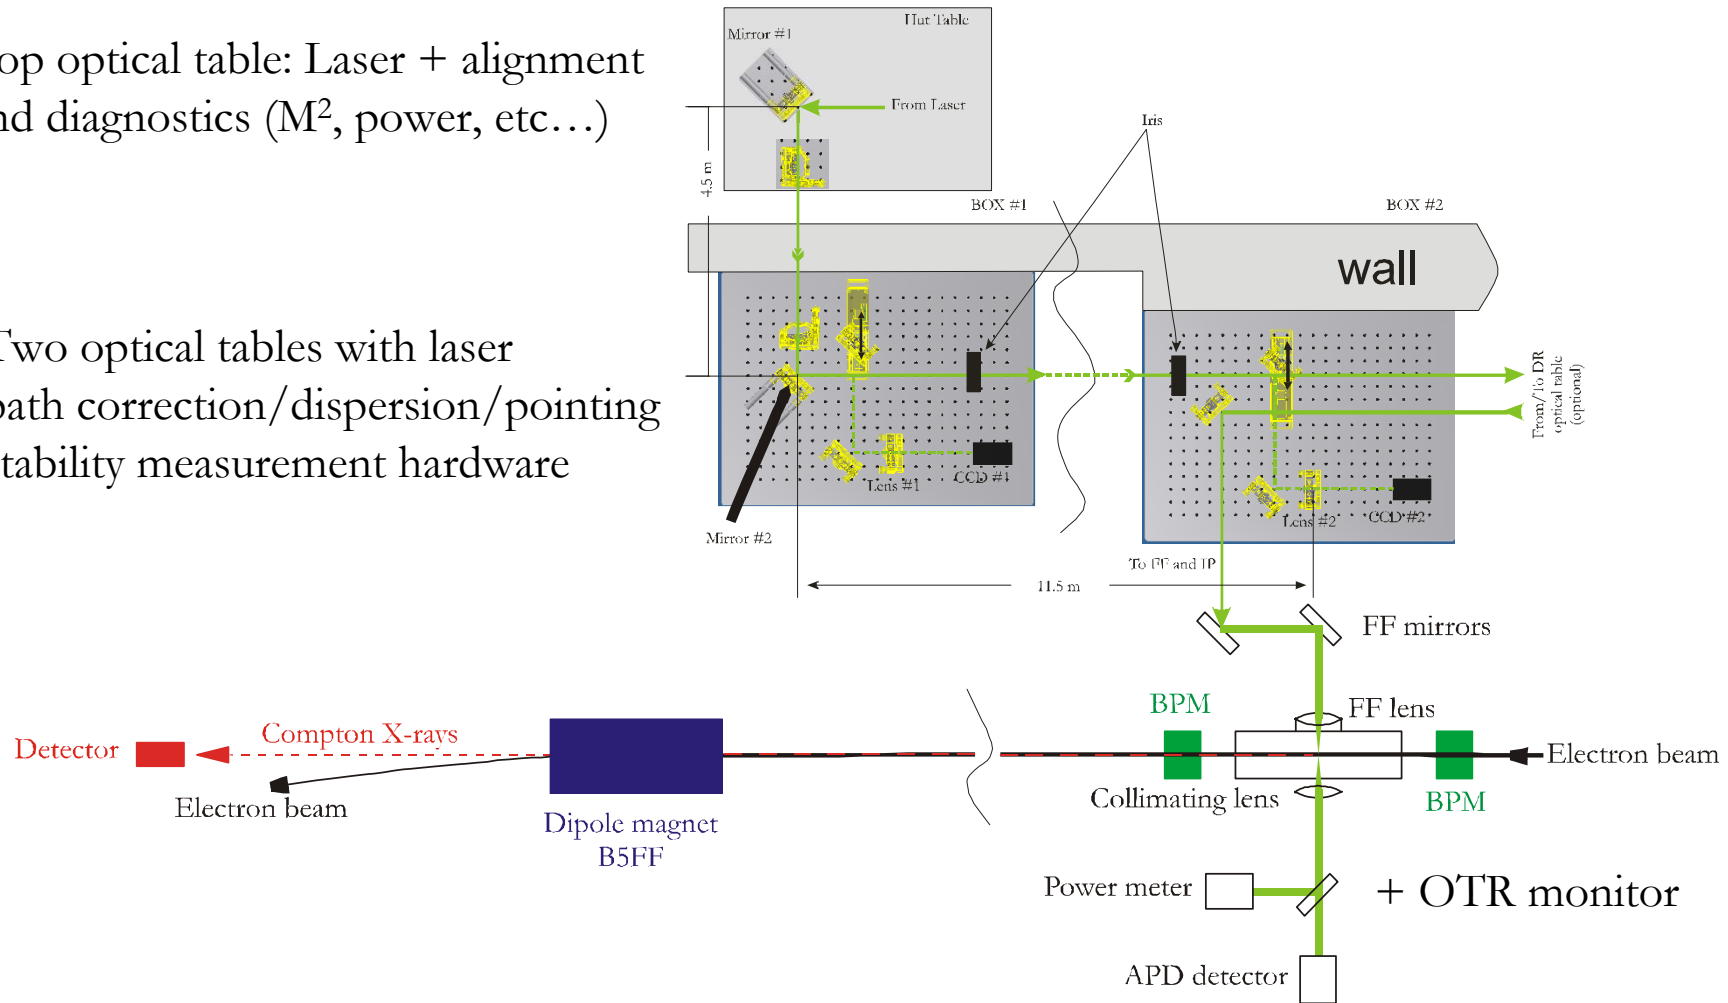 op optical table: Laser + alignment
nd diagnostics (M², power, etc…)
Hut Table
Mirror #1
From Laser
4.5 m
Iris
BOX #1
BOX #2
wall
Two optical tables with laser
path correction/dispersion/pointing
tability measurement hardware
From/To DR
optical table
(optional)
Lens #1
CCD #1
Lens #2
CCD #2
Mirror #2
To FF and IP
11.5 m
FF mirrors
BPM
FF lens
Compton X-rays
Detector
Electron beam
Electron beam
Collimating lens
BPM
Dipole magnet
B5FF
Power meter
+ OTR monitor
APD detector